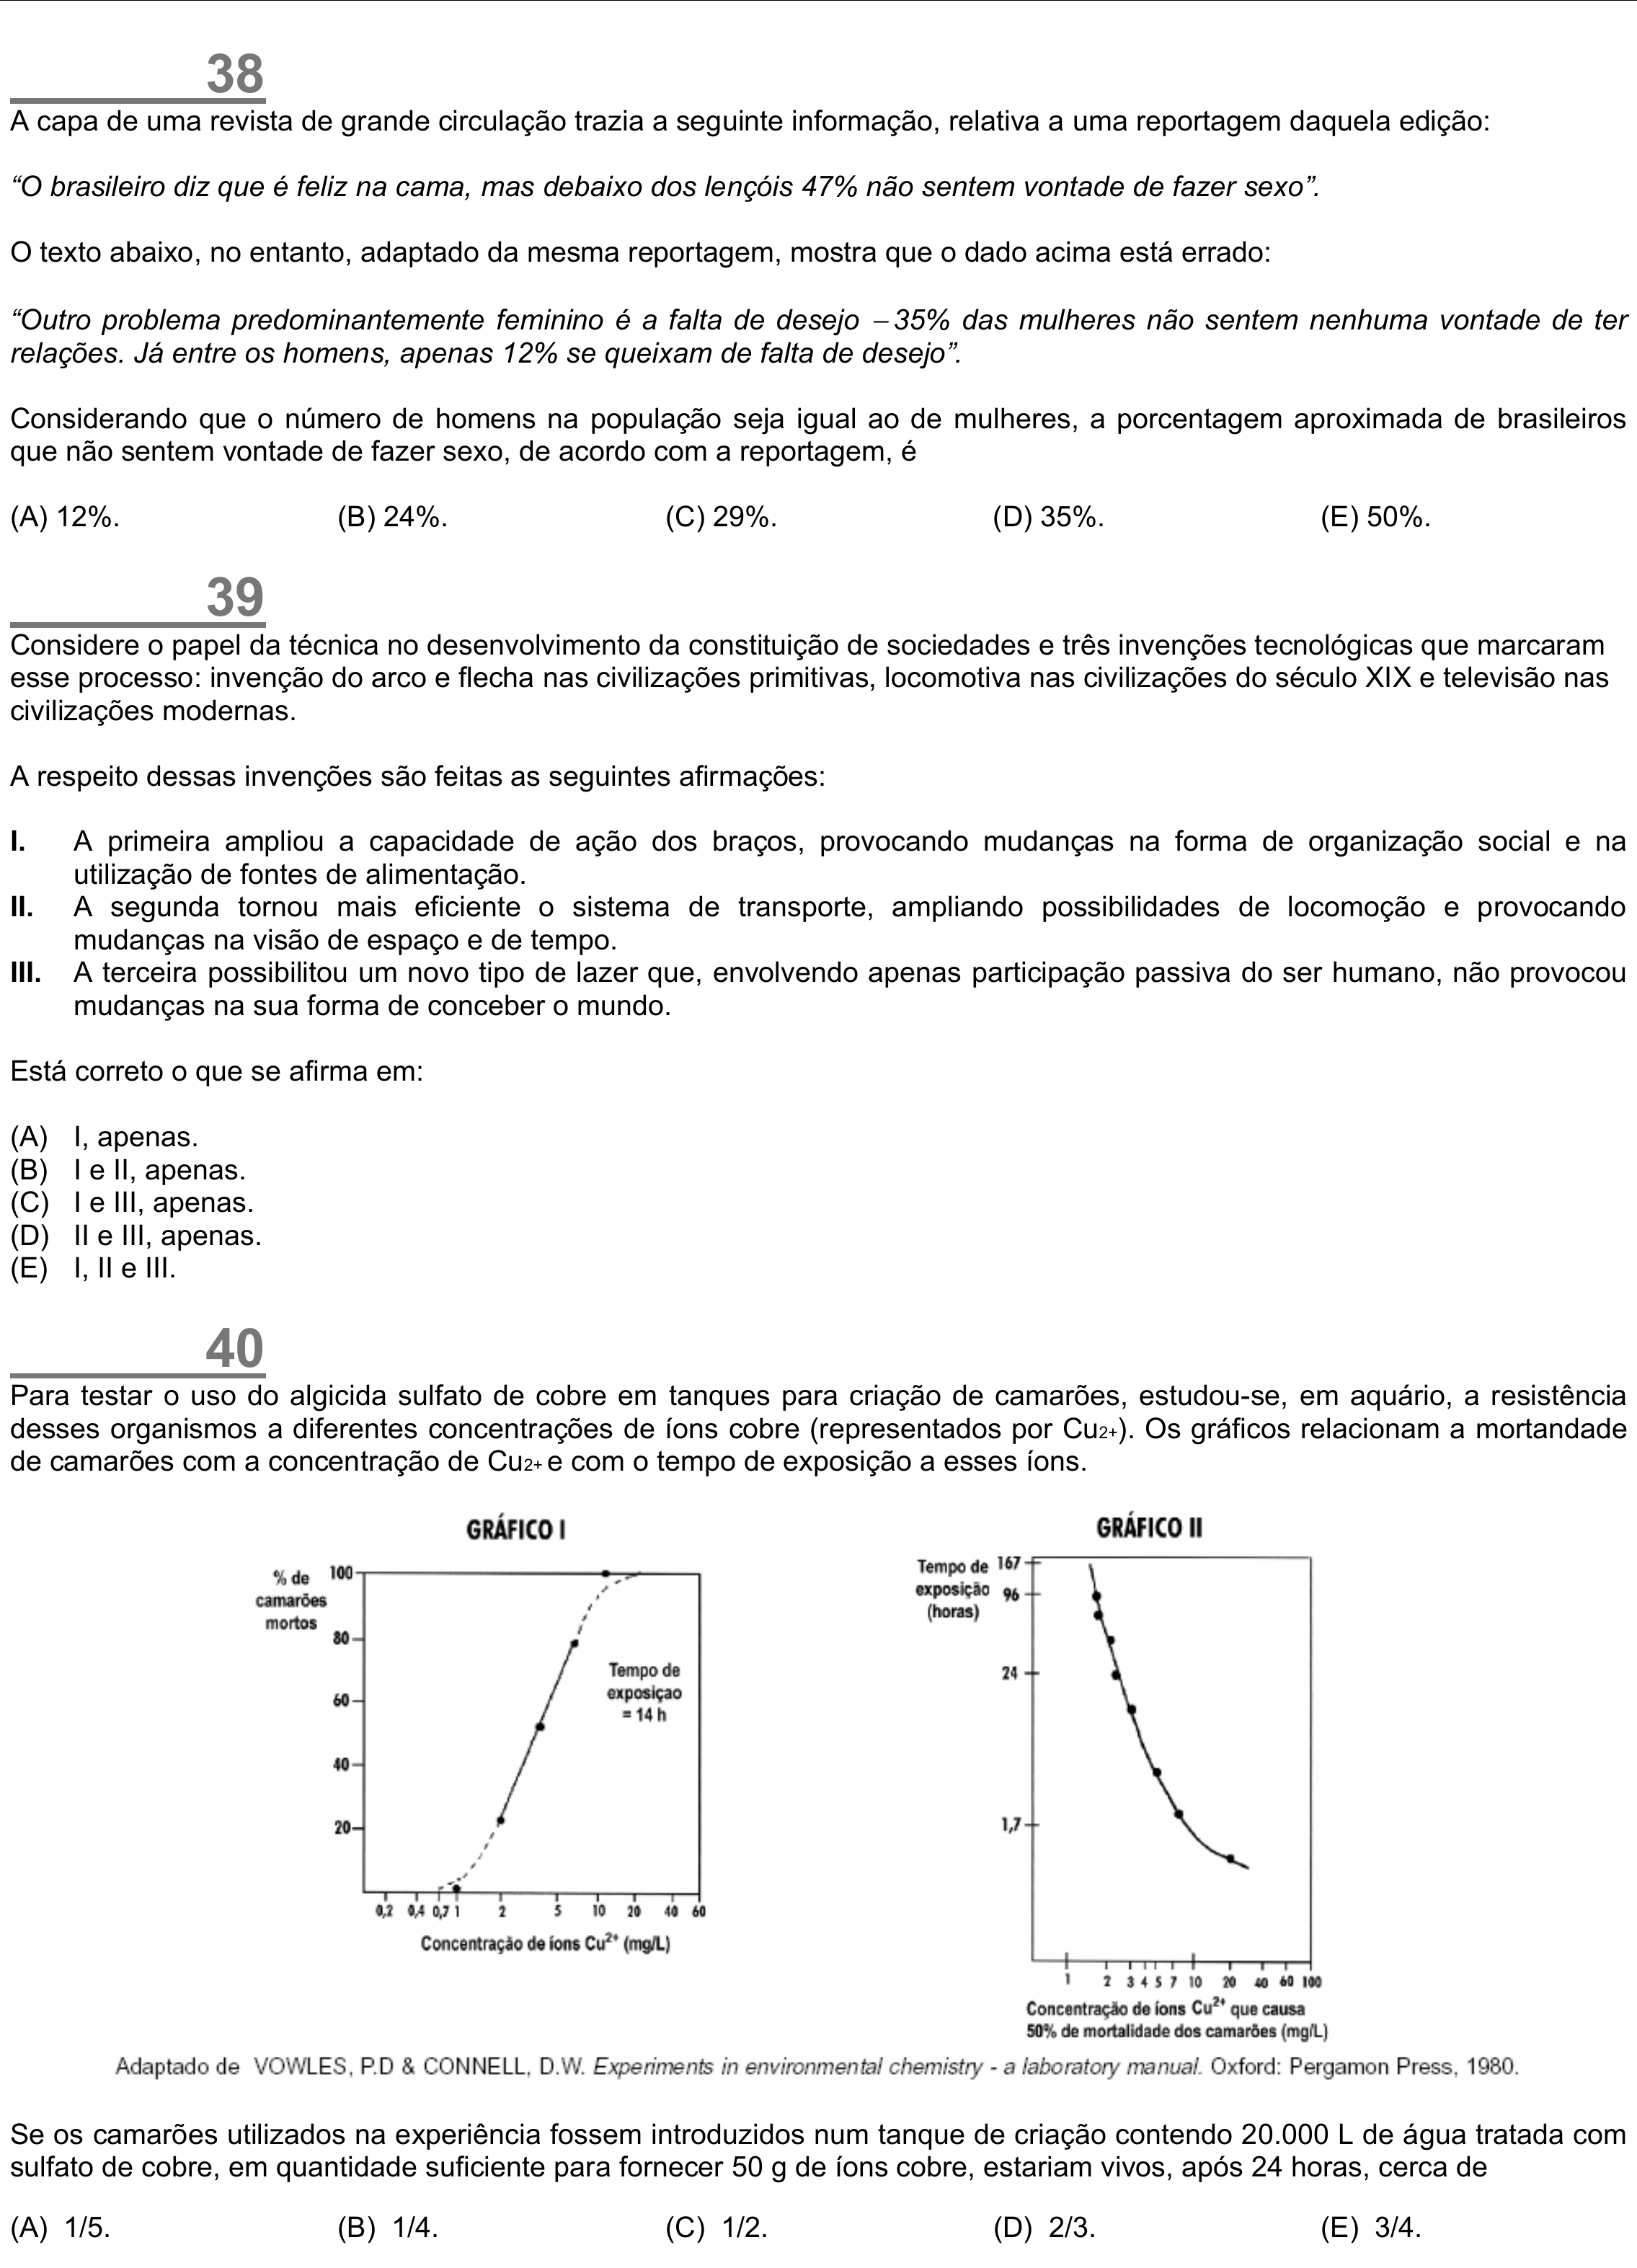 38
A capa de uma revista de grande circulação trazia a seguinte informação, relativa a uma reportagem daquela edição:
“O brasileiro diz que é feliz na cama, mas debaixo dos lençóis 47% não sentem vontade de fazer sexo”.
O texto abaixo, no entanto, adaptado da mesma reportagem, mostra que o dado acima está errado:
“Outro problema predominantemente feminino é a falta de desejo – 35% das mulheres não sentem nenhuma vontade de ter
relações. Já entre os homens, apenas 12% se queixam de falta de desejo”.
Considerando que o número de homens na população seja igual ao de mulheres, a porcentagem aproximada de brasileiros
que não sentem vontade de fazer sexo, de acordo com a reportagem, é
(A) 12%. (B) 24%. (C) 29%. (D) 35%. (E) 50%.
39
Considere o papel da técnica no desenvolvimento da constituição de sociedades e três invenções tecnológicas que marcaram
esse processo: invenção do arco e flecha nas civilizações primitivas, locomotiva nas civilizações do século XIX e televisão nas
civilizações modernas.
A respeito dessas invenções são feitas as seguintes afirmações:
I. A primeira ampliou a capacidade de ação dos braços, provocando mudanças na forma de organização social e na
utilização de fontes de alimentação.
II. A segunda tornou mais eficiente o sistema de transporte, ampliando possibilidades de locomoção e provocando
mudanças na visão de espaço e de tempo.
III. A terceira possibilitou um novo tipo de lazer que, envolvendo apenas participação passiva do ser humano, não provocou
mudanças na sua forma de conceber o mundo.
Está correto o que se afirma em:
(A) I, apenas.
(B) I e II, apenas.
(C) I e III, apenas.
(D) II e III, apenas.
(E) I, II e III.
40
Para testar o uso do algicida sulfato de cobre em tanques para criação de camarões, estudou-se, em aquário, a resistência
desses organismos a diferentes concentrações de íons cobre (representados por Cu2+). Os gráficos relacionam a mortandade
de camarões com a concentração de Cu2+ e com o tempo de exposição a esses íons.
GRÁFICO I
% de
camarões
mortos
100
80
60
40
20
Tempo de
exposiçao
= 14 h
0,2 0,4 0,7 1 2 5 10 20 40 60
Concentração de íons Cu2+ (mg/L)
GRÁFICO II
Tempo de
exposição
(horas)
167
96
24
1,7
1 2 3 4 5 7 10 20 40 60 100
Concentração de íons Cu2+ que causa
50% de mortalidade dos camarões (mg/L)
Adaptado de VOWLES, P.D & CONNELL, D.W. Experiments in environmental chemistry - a laboratory manual. Oxford: Pergamon Press, 1980.
Se os camarões utilizados na experiência fossem introduzidos num tanque de criação contendo 20.000 L de água tratada com
sulfato de cobre, em quantidade suficiente para fornecer 50 g de íons cobre, estariam vivos, após 24 horas, cerca de
(A) 1/5. (B) 1/4. (C) 1/2. (D) 2/3. (E) 3/4.